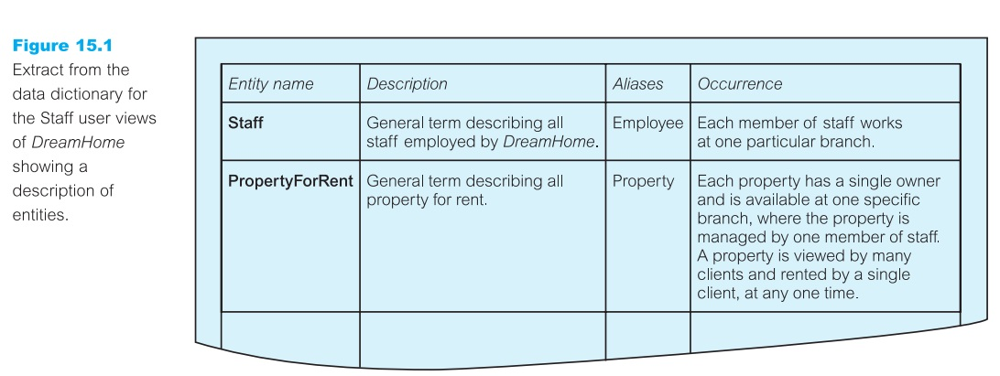 Figure 15.1
Extract from the
data dictionary for
the Staff user views
of DreamHome
showing a
description of
entities.
Entity name Description Aliases Occurrence
Staff General term describing all Employee Each member of staff works
staff employed by DreamHome. at one particular branch.
PropertyForRent General term describing all Property Each property has a single owner
property for rent. and is available at one specific
branch, where the property is
managed by one member of staff.
A property is viewed by many
clients and rented by a single
client, at any one time.